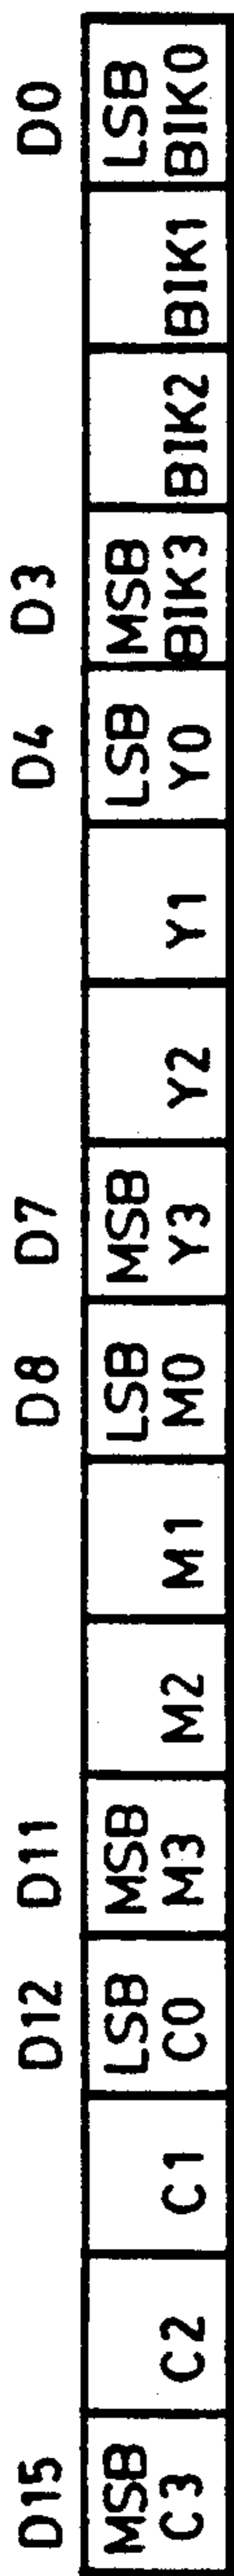 D15 D12 D11 D8 D7 D4 D3 D0
MSB LSB MSB LSB MSB LSB MSB LSB
C3 C2 C1 C0 M3 M2 M1 M0 Y3 Y2 Y1 Y0 BIK3 BIK2 BIK1 BIK0